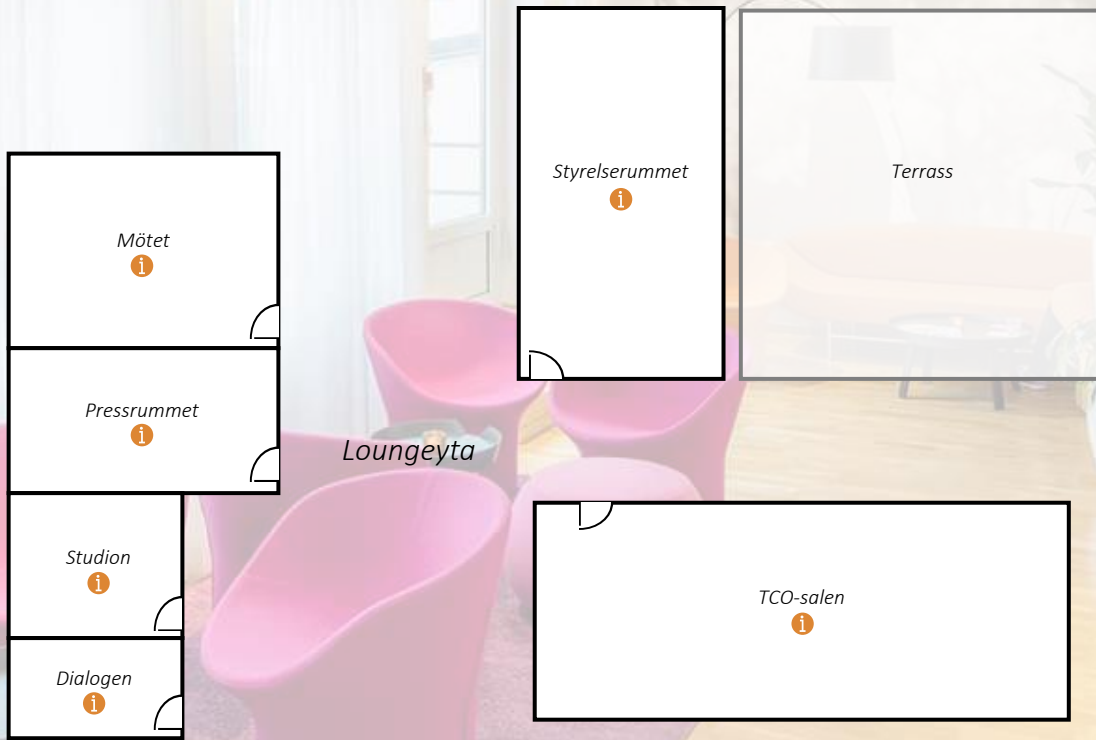 Styrelserummet
i
Terrass
Mötet
i
Pressrummet
i
Loungeyta
Studion
i
TCO-salen
i
Dialogen
i